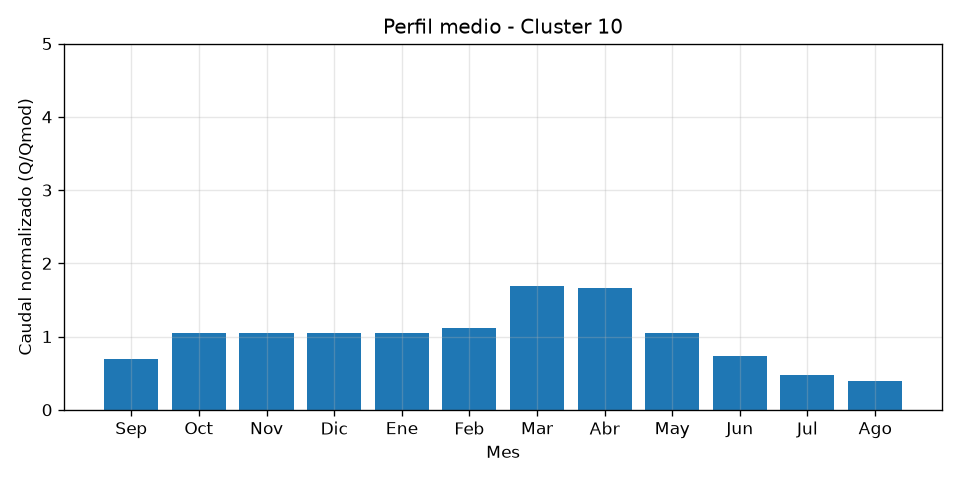 Perfil medio - Cluster 10
Caudal normalizado (Q/Qmod)
5
4
3
2
1
0
Sep Oct Nov Dic Ene Feb Mar Abr May Jun Jul Ago
Mes